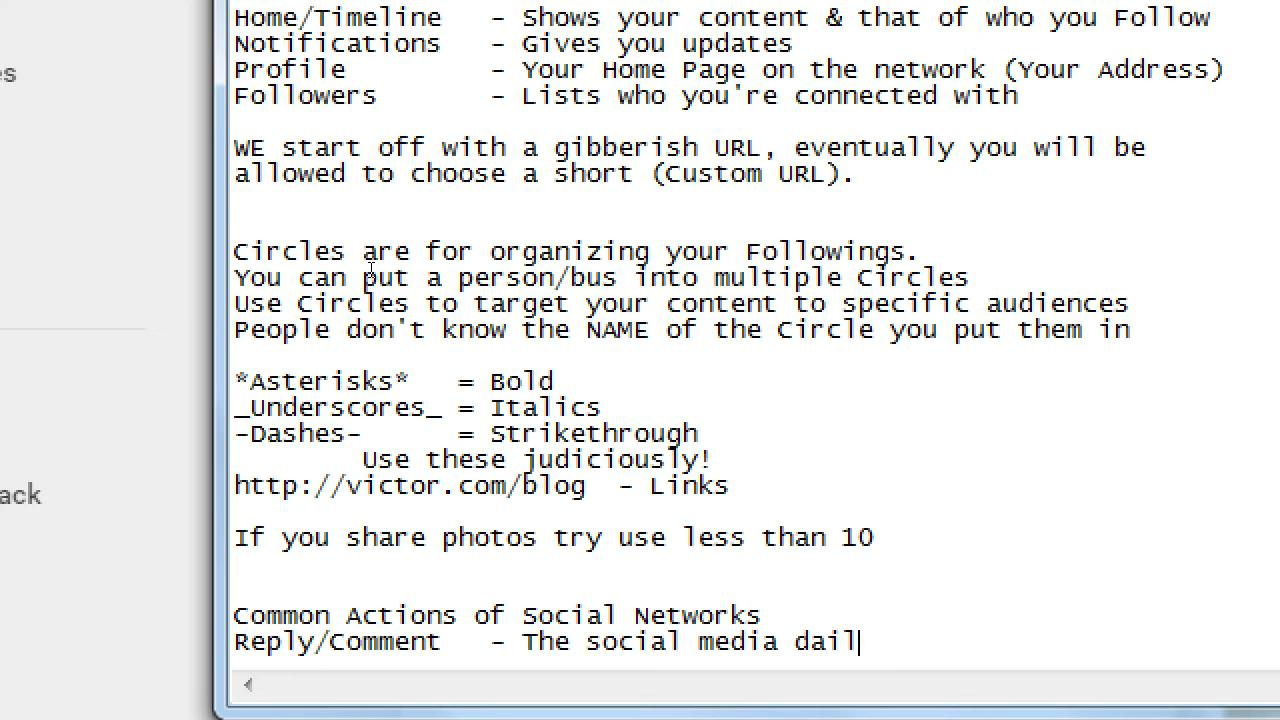 Home/Timeline   - Shows your content & that of who you Follow
Notifications   - Gives you updates
es
Profile         - Your Home Page on the network (Your Address)
Followers       - Lists who you're connected with
WE start off with a gibberish URL, eventually you will be
allowed to choose a short (Custom URL).
Circles are for organizing your Followings.
You can put a person/bus into multiple Circles
Use Circles to target your content to specific audiences
People don't know the NAME of the Circle you put them in
*Asterisks*   = Bold
_Underscores_ = Italics
-Dashes-      = Strikethrough
Use these judiciously!
http://victor.com/blog  - Links
ack
If you share photos try use less than 10
Common Actions of Social Networks
Reply/Comment   - The social media dail